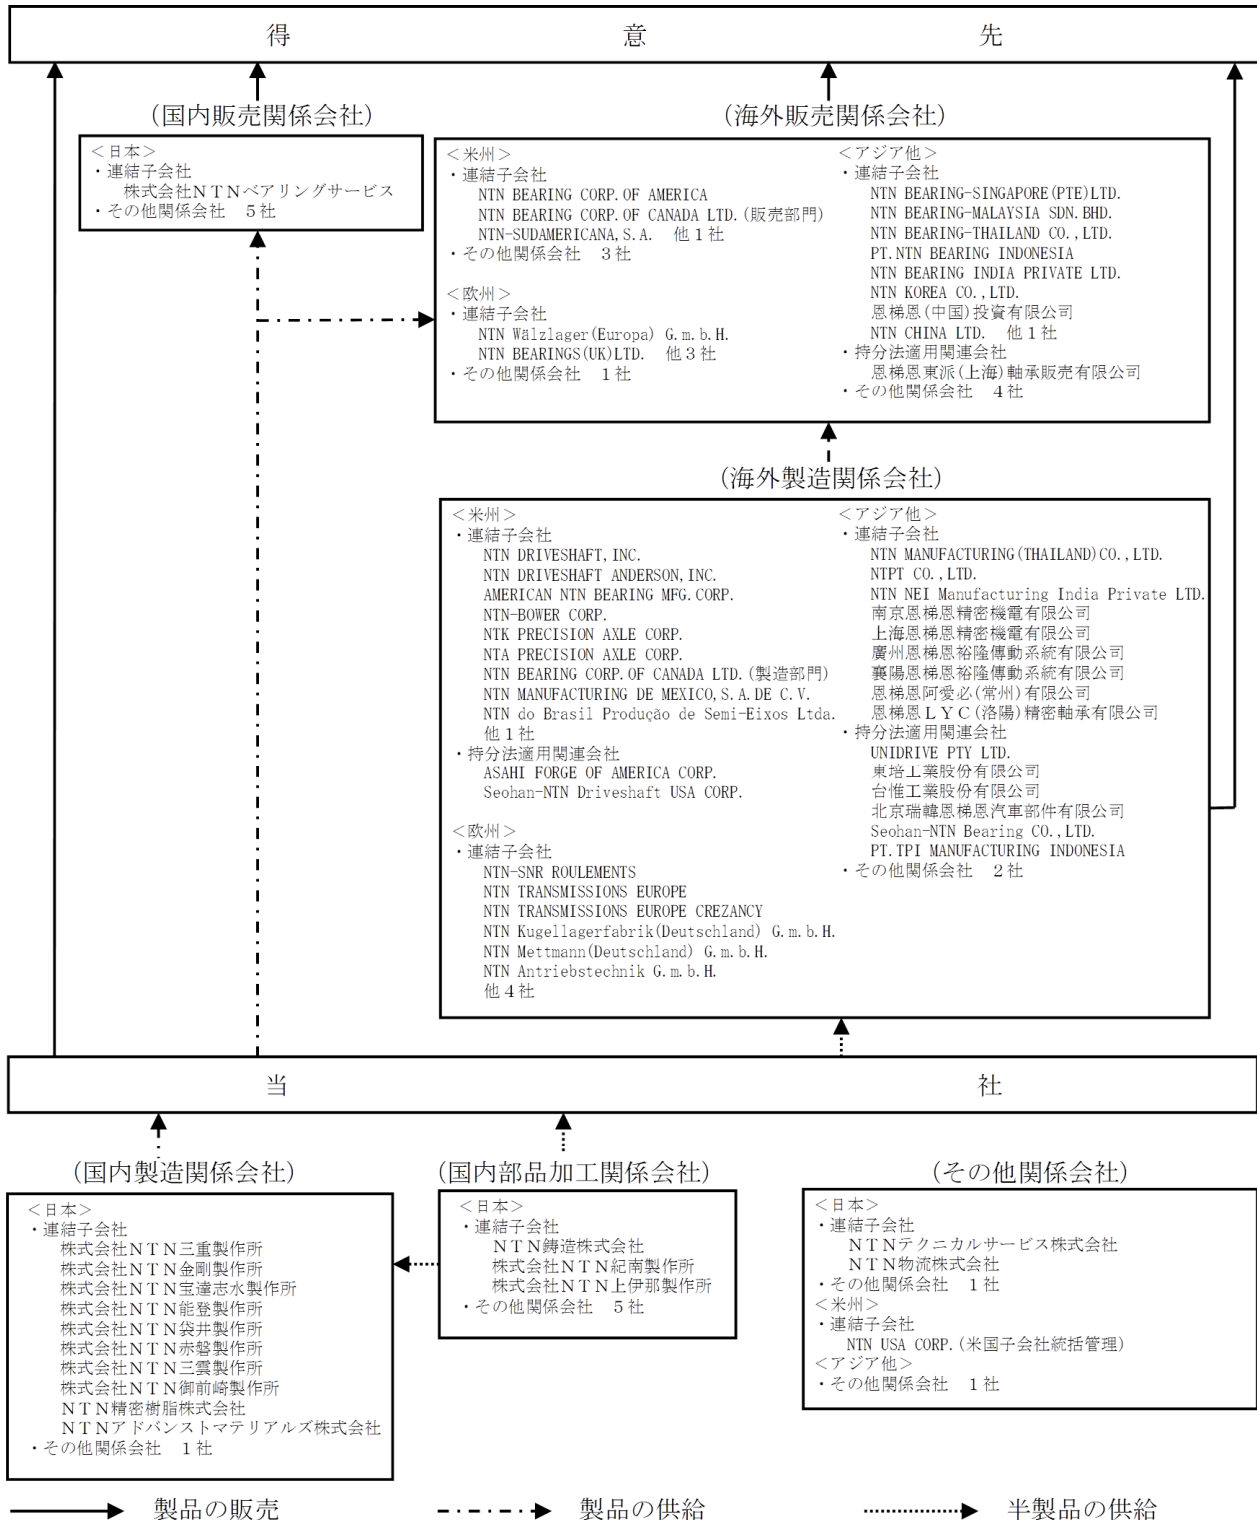 得意先
(国内販売関係会社)
＜日本＞
・連結子会社
株式会社ＮＴＮベアリングサービス
・その他関係会社　５社
(海外販売関係会社)
＜米州＞
・連結子会社
NTN BEARING CORP.OF AMERICA
NTN BEARING CORP.OF CANADA LTD.(販売部門)
NTN-SUDAMERICANA,S.A.　他１社
・その他関係会社　３社
＜欧州＞
・連結子会社
NTN Wälzlager(Europa) G.m.b.H.
NTN BEARINGS(UK)LTD.　他３社
・その他関係会社　１社
＜アジア他＞
・連結子会社
NTN BEARING-SINGAPORE(PTE)LTD.
NTN BEARING-MALAYSIA SDN.BHD.
NTN BEARING-THAILAND CO.,LTD.
PT.NTN BEARING INDONESIA
NTN BEARING INDIA PRIVATE LTD.
NTN KOREA CO.,LTD.
恩梯恩(中国)投資有限公司
NTN CHINA LTD.　他１社
・持分法適用関連会社
恩梯恩東派(上海)軸承販売有限公司
・その他関係会社　４社
(海外製造関係会社)
＜米州＞
・連結子会社
NTN DRIVESHAFT,INC.
NTN DRIVESHAFT ANDERSON,INC.
AMERICAN NTN BEARING MFG.CORP.
NTN-BOWER CORP.
NTK PRECISION AXLE CORP.
NTA PRECISION AXLE CORP.
NTN BEARING CORP.OF CANADA LTD.(製造部門)
NTN MANUFACTURING DE MEXICO,S.A.DE C.V.
NTN do Brasil Produção de Semi-Eixos Ltda.
他１社
・持分法適用関連会社
ASAHI FORGE OF AMERICA CORP.
Seohan-NTN Driveshaft USA CORP.
＜欧州＞
・連結子会社
NTN-SNR ROULEMENTS
NTN TRANSMISSIONS EUROPE
NTN TRANSMISSIONS EUROPE CREZANCY
NTN Kugellagerfabrik(Deutschland) G.m.b.H.
NTN Mettmann(Deutschland) G.m.b.H.
NTN Antriebstechnik G.m.b.H.
他４社
＜アジア他＞
・連結子会社
NTN MANUFACTURING(THAILAND)CO.,LTD.
NTPT CO.,LTD.
NTN NEI Manufacturing India Private LTD.
南京恩梯恩精密機電有限公司
上海恩梯恩精密機電有限公司
廣州恩梯恩裕隆傳動系統有限公司
襄陽恩梯恩裕隆傳動系統有限公司
恩梯恩阿愛必(常州)有限公司
恩梯恩ＬＹＣ(洛陽)精密軸承有限公司
・持分法適用関連会社
UNIDRIVE PTY LTD.
東培工業股份有限公司
台惟工業股份有限公司
北京瑞韓恩梯恩汽車部件有限公司
Seohan-NTN Bearing CO.,LTD.
PT.TPI MANUFACTURING INDONESIA
・その他関係会社　２社
当社
(国内製造関係会社)
＜日本＞
・連結子会社
株式会社ＮＴＮ三重製作所
株式会社ＮＴＮ金剛製作所
株式会社ＮＴＮ宝達志水製作所
株式会社ＮＴＮ能登製作所
株式会社ＮＴＮ袋井製作所
株式会社ＮＴＮ赤磐製作所
株式会社ＮＴＮ三雲製作所
株式会社ＮＴＮ御前崎製作所
ＮＴＮ精密樹脂株式会社
ＮＴＮアドバンストマテリアルズ株式会社
・その他関係会社　１社
(国内部品加工関係会社)
＜日本＞
・連結子会社
ＮＴＮ鋳造株式会社
株式会社ＮＴＮ紀南製作所
株式会社ＮＴＮ上伊那製作所
・その他関係会社　５社
(その他関係会社)
＜日本＞
・連結子会社
ＮＴＮテクニカルサービス株式会社
ＮＴＮ物流株式会社
・その他関係会社　１社
＜米州＞
・連結子会社
NTN USA CORP.(米国子会社統括管理)
＜アジア他＞
・その他関係会社　１社
製品の販売
製品の供給
半製品の供給